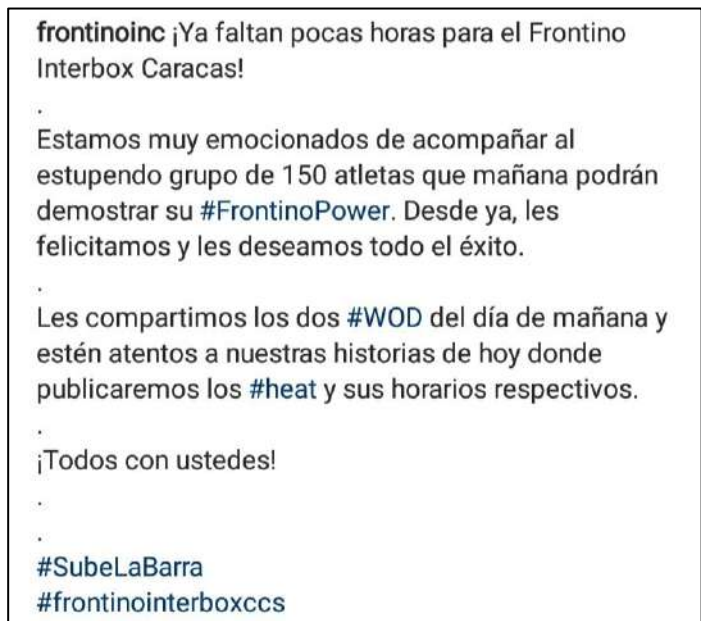 frontinoinc ¡Ya faltan pocas horas para el Frontino
Interbox Caracas!
.
Estamos muy emocionados de acompañar al
estupendo grupo de 150 atletas que mañana podrán
demostrar su #FrontinoPower. Desde ya, les
felicitamos y les deseamos todo el éxito.
.
Les compartimos los dos #WOD del día de mañana y
estén atentos a nuestras historias de hoy donde
publicaremos los #heat y sus horarios respectivos.
.
¡Todos con ustedes!
.
.
#SubeLaBarra
#frontinointerboxccs